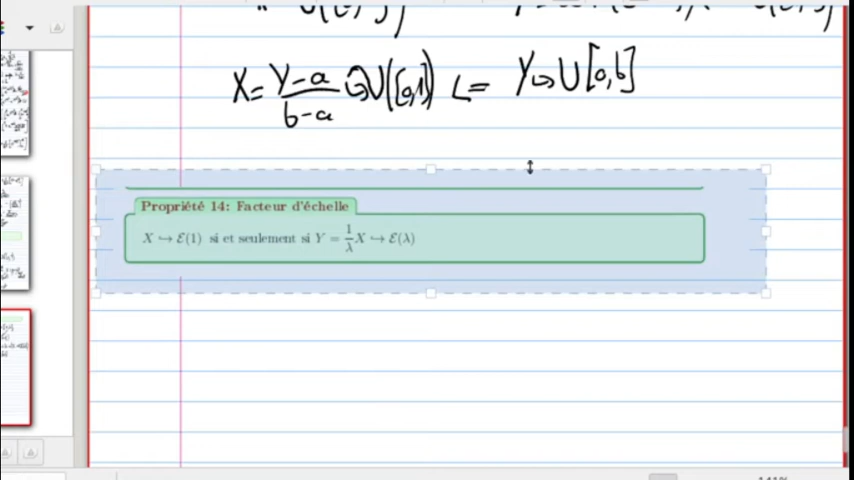 X = (Y-a)/(b-a) ↪ U([0,1]) <= Y ↪ U[a,b]
Propriété 14: Facteur d'échelle
X ↪ ℰ(1) si et seulement si Y = 1/λ X ↪ ℰ(λ)